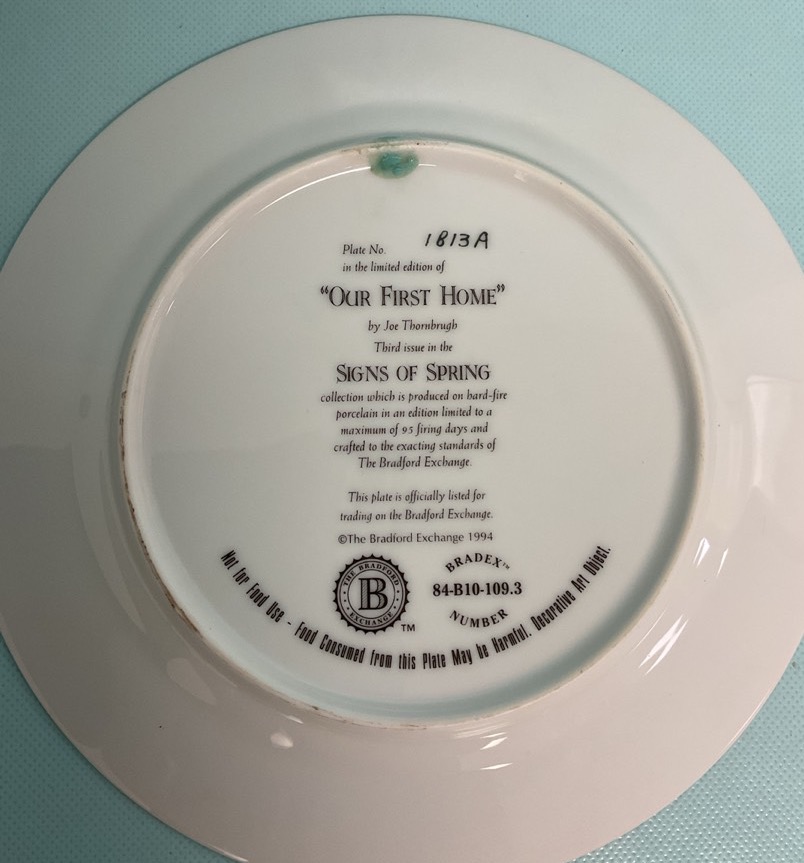 Plate No. 1813A
in the limited edition of
“OUR FIRST HOME”
by Joe Thornbrugh
Third issue in the
SIGNS OF SPRING
collection which is produced on hard-fire
porcelain in an edition limited to a
maximum of 95 firing days and
crafted to the exacting standards of
The Bradford Exchange.
This plate is officially listed for
trading on the Bradford Exchange.
©The Bradford Exchange 1994
THE BRADFORD
B
EXCHANGE
TM
BRADEX™
84-B10-109.3
NUMBER
Not for Food Use - Food Consumed from this Plate May be Harmful. Decorative Art Object.